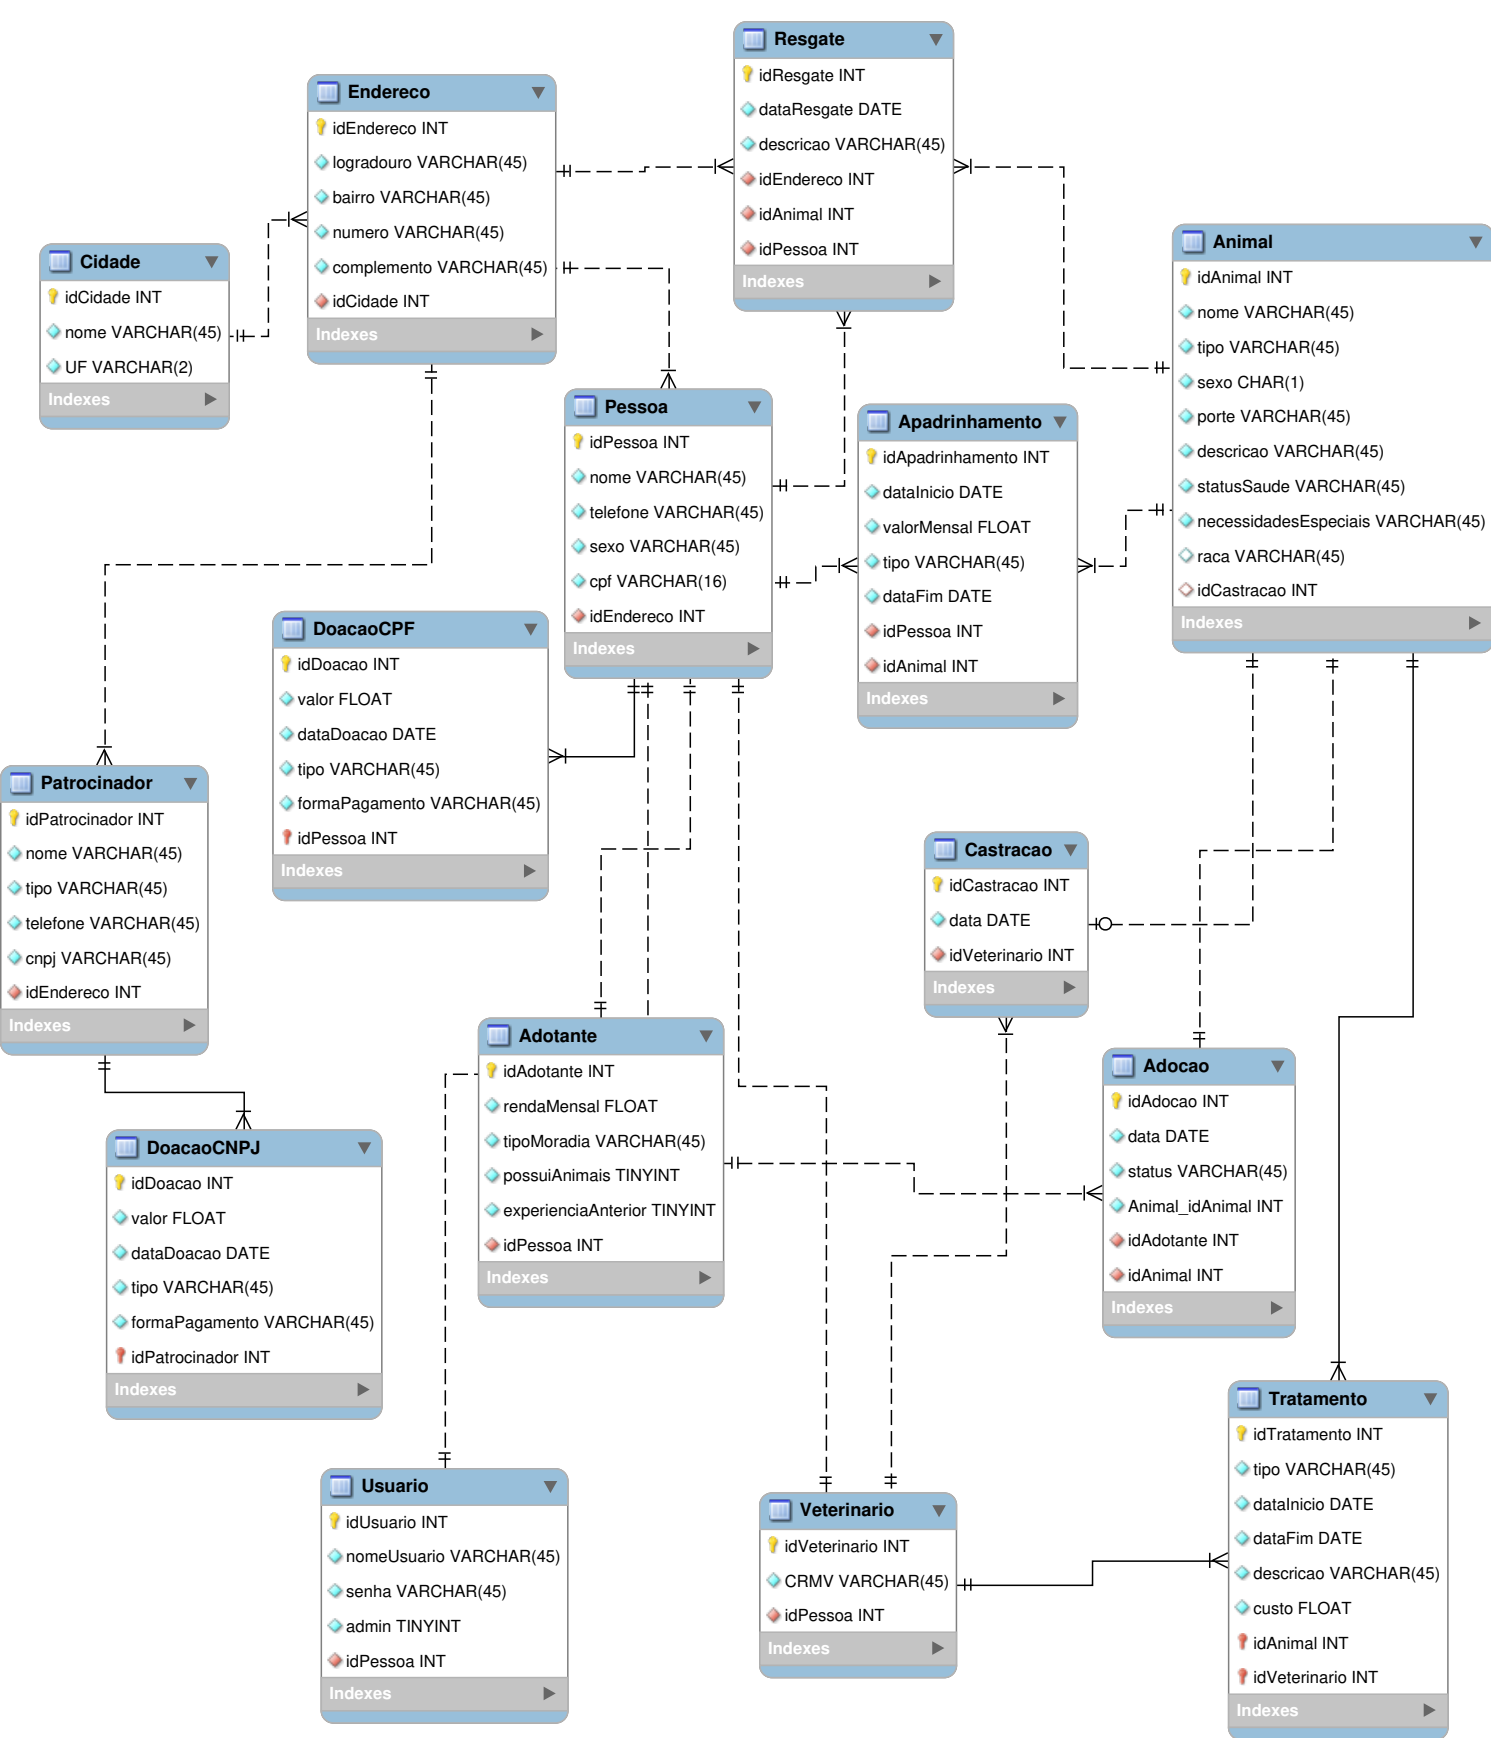 Resgate
idResgate INT
dataResgate DATE
descricao VARCHAR(45)
idEndereco INT
idAnimal INT
idPessoa INT
Indexes
Endereco
idEndereco INT
logradouro VARCHAR(45)
bairro VARCHAR(45)
numero VARCHAR(45)
complemento VARCHAR(45)
idCidade INT
Indexes
Cidade
idCidade INT
nome VARCHAR(45)
UF VARCHAR(2)
Indexes
Animal
idAnimal INT
nome VARCHAR(45)
tipo VARCHAR(45)
sexo CHAR(1)
porte VARCHAR(45)
descricao VARCHAR(45)
statusSaude VARCHAR(45)
necessidadesEspeciais VARCHAR(45)
raca VARCHAR(45)
idCastracao INT
Indexes
Pessoa
idPessoa INT
nome VARCHAR(45)
telefone VARCHAR(45)
sexo VARCHAR(45)
cpf VARCHAR(16)
idEndereco INT
Indexes
Apadrinhamento
idApadrinhamento INT
dataInicio DATE
valorMensal FLOAT
tipo VARCHAR(45)
dataFim DATE
idPessoa INT
idAnimal INT
Indexes
DoacaoCPF
idDoacao INT
valor FLOAT
dataDoacao DATE
tipo VARCHAR(45)
formaPagamento VARCHAR(45)
idPessoa INT
Indexes
Patrocinador
idPatrocinador INT
nome VARCHAR(45)
tipo VARCHAR(45)
telefone VARCHAR(45)
cnpj VARCHAR(45)
idEndereco INT
Indexes
Castracao
idCastracao INT
data DATE
idVeterinario INT
Indexes
Adotante
idAdotante INT
rendaMensal FLOAT
tipoMoradia VARCHAR(45)
possuiAnimais TINYINT
experienciaAnterior TINYINT
idPessoa INT
Indexes
Adocao
idAdocao INT
data DATE
status VARCHAR(45)
Animal_idAnimal INT
idAdotante INT
idAnimal INT
Indexes
DoacaoCNPJ
idDoacao INT
valor FLOAT
dataDoacao DATE
tipo VARCHAR(45)
formaPagamento VARCHAR(45)
idPatrocinador INT
Indexes
Tratamento
idTratamento INT
tipo VARCHAR(45)
dataInicio DATE
dataFim DATE
descricao VARCHAR(45)
custo FLOAT
idAnimal INT
idVeterinario INT
Indexes
Usuario
idUsuario INT
nomeUsuario VARCHAR(45)
senha VARCHAR(45)
admin TINYINT
idPessoa INT
Indexes
Veterinario
idVeterinario INT
CRMV VARCHAR(45)
idPessoa INT
Indexes